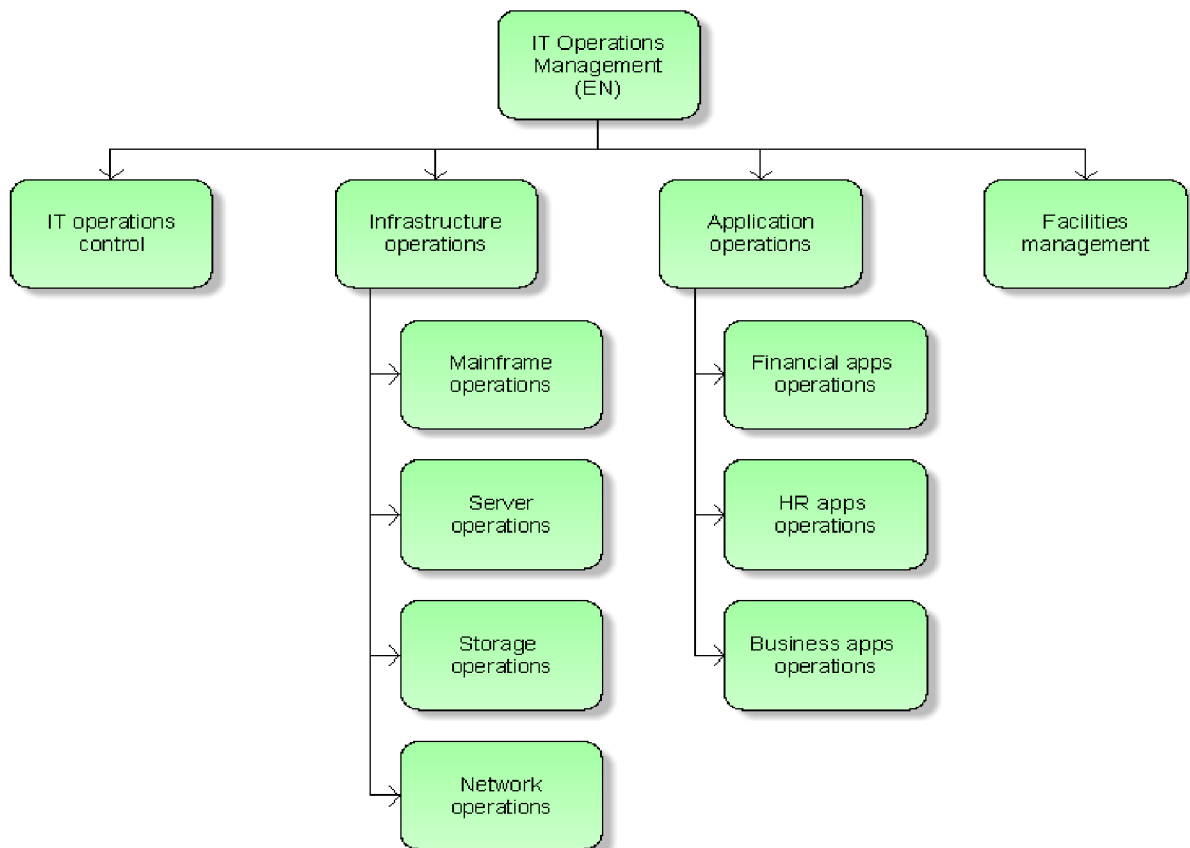 IT Operations
Management
(EN)
IT operations
control
Infrastructure
operations
Application
operations
Facilities
management
Mainframe
operations
Financial apps
operations
Server
operations
HR apps
operations
Storage
operations
Business apps
operations
Network
operations